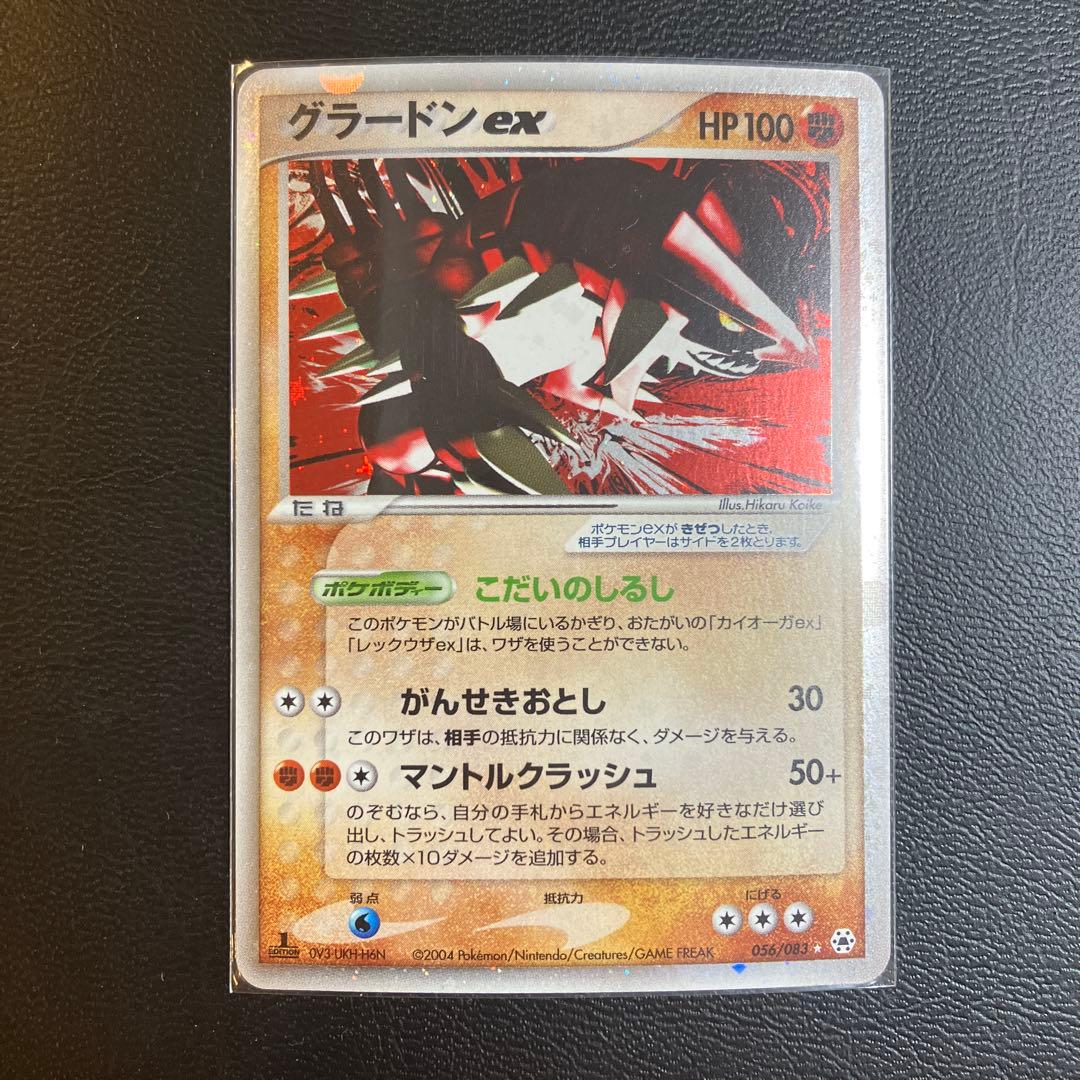 グラードンex HP100
たね
Illus.Hikaru Koike
ポケモンexが きぜつしたとき、
相手プレイヤーはサイドを2枚とります。
ポケボディー こだいのしるし
このポケモンがバトル場にいるかぎり、おたがいの「カイオーガex」
「レックウザex」は、ワザを使うことができない。
がんせきおとし 30
このワザは、相手の抵抗力に関係なく、ダメージを与える。
マントルクラッシュ 50+
のぞむなら、自分の手札からエネルギーを好きなだけ選び
出し、トラッシュしてよい。その場合、トラッシュしたエネルギー
の枚数×10ダメージを追加する。
弱点 抵抗力 にげる
1 EDITION 0V3 UKH H6N ©2004 Pokémon/Nintendo/Creatures/GAME FREAK 056/083 ★